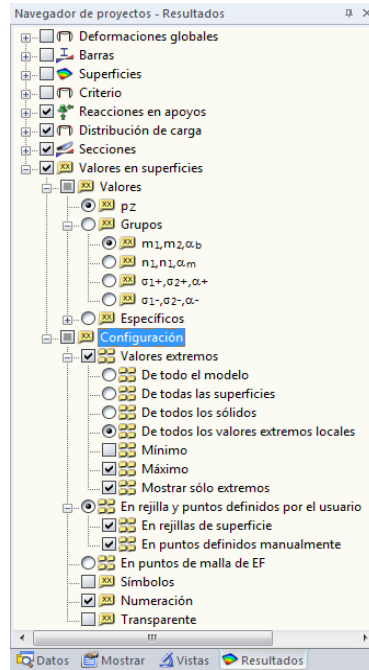 Navegador de proyectos - Resultados
Deformaciones globales
Barras
Superficies
Criterio
Reacciones en apoyos
Distribución de carga
Secciones
Valores en superficies
Valores
pz
Grupos
m1,m2,αb
n1,n1,αm
σ1+,σ2+,α+
σ1-,σ2-,α-
Específicos
Configuración
Valores extremos
De todo el modelo
De todas las superficies
De todos los sólidos
De todos los valores extremos locales
Mínimo
Máximo
Mostrar sólo extremos
En rejilla y puntos definidos por el usuario
En rejillas de superficie
En puntos definidos manualmente
En puntos de malla de EF
Símbolos
Numeración
Transparente
Datos Mostrar Vistas Resultados